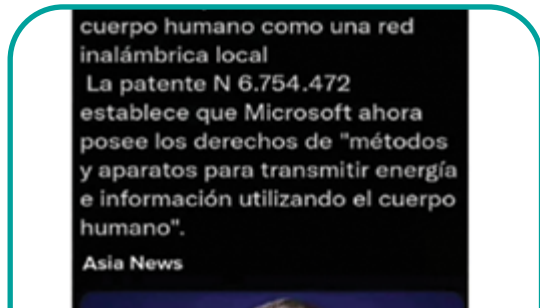 cuerpo humano como una red
inalámbrica local
La patente N 6.754.472
establece que Microsoft ahora
posee los derechos de "métodos
y aparatos para transmitir energía
e información utilizando el cuerpo
humano".
Asia News